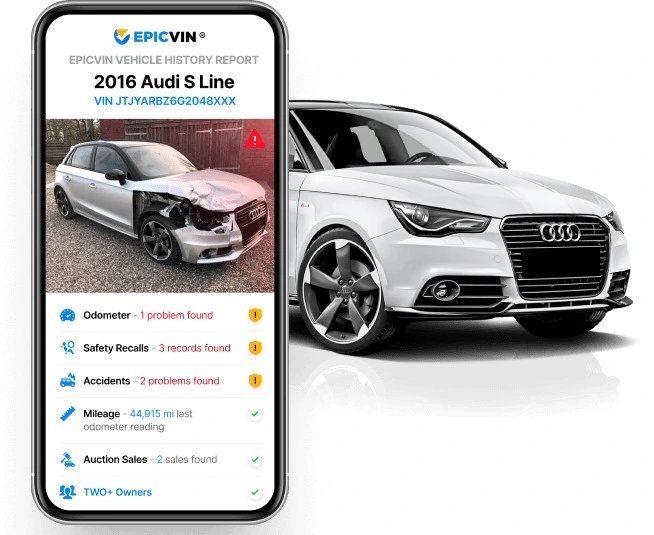 EPICVIN ®
EPICVIN VEHICLE HISTORY REPORT
2016 Audi S Line
VIN JTJYARBZ6G2048XXX
Odometer - 1 problem found
Safety Recalls - 3 records found
Accidents - 2 problems found
Mileage - 44,915 mi last
odometer reading
Auction Sales - 2 sales found
TWO+ Owners